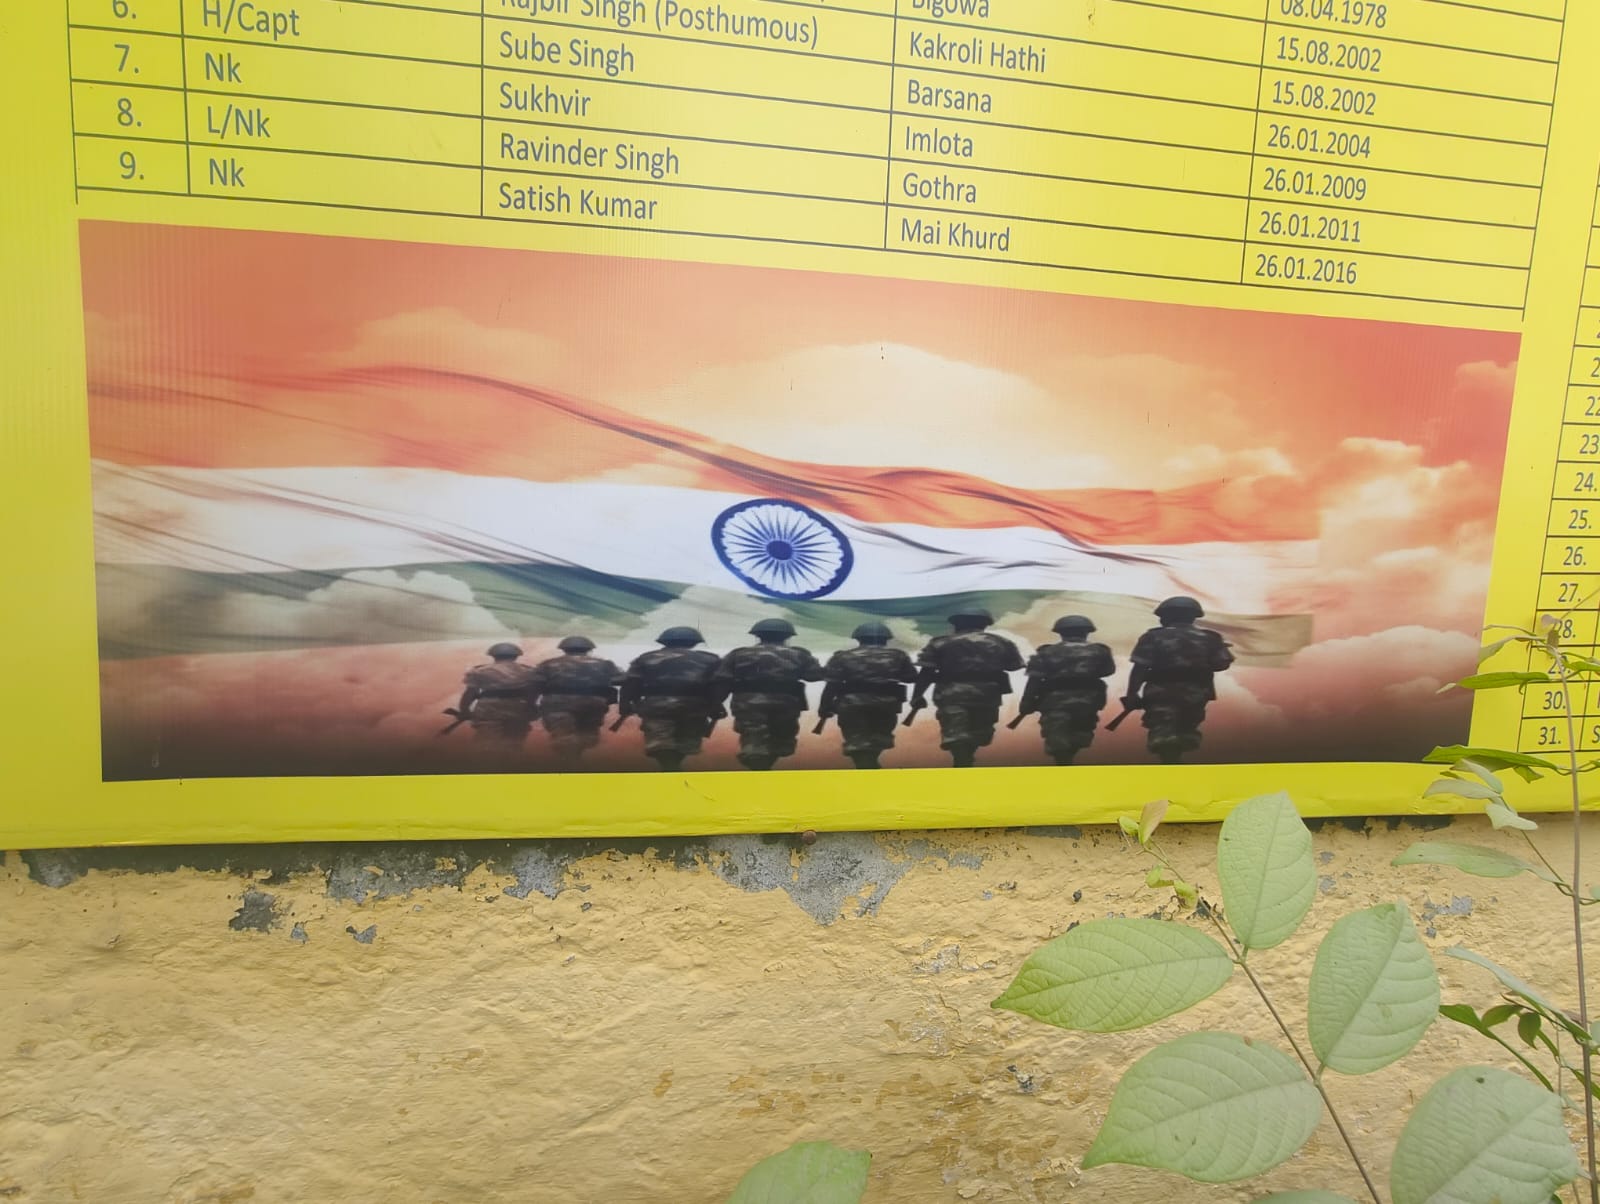 08.04.1978
Bigowa 15.08.2002
Rajbir Singh (Posthumous) Kakroli Hathi 15.08.2002
6. H/Capt Sube Singh Barsana 26.01.2004
7. Nk Sukhvir Imlota 26.01.2009
8. L/Nk Ravinder Singh Gothra 26.01.2011
9. Nk Satish Kumar Mai Khurd 26.01.2016
23.
24.
25.
26.
27.
28.
30.
31.